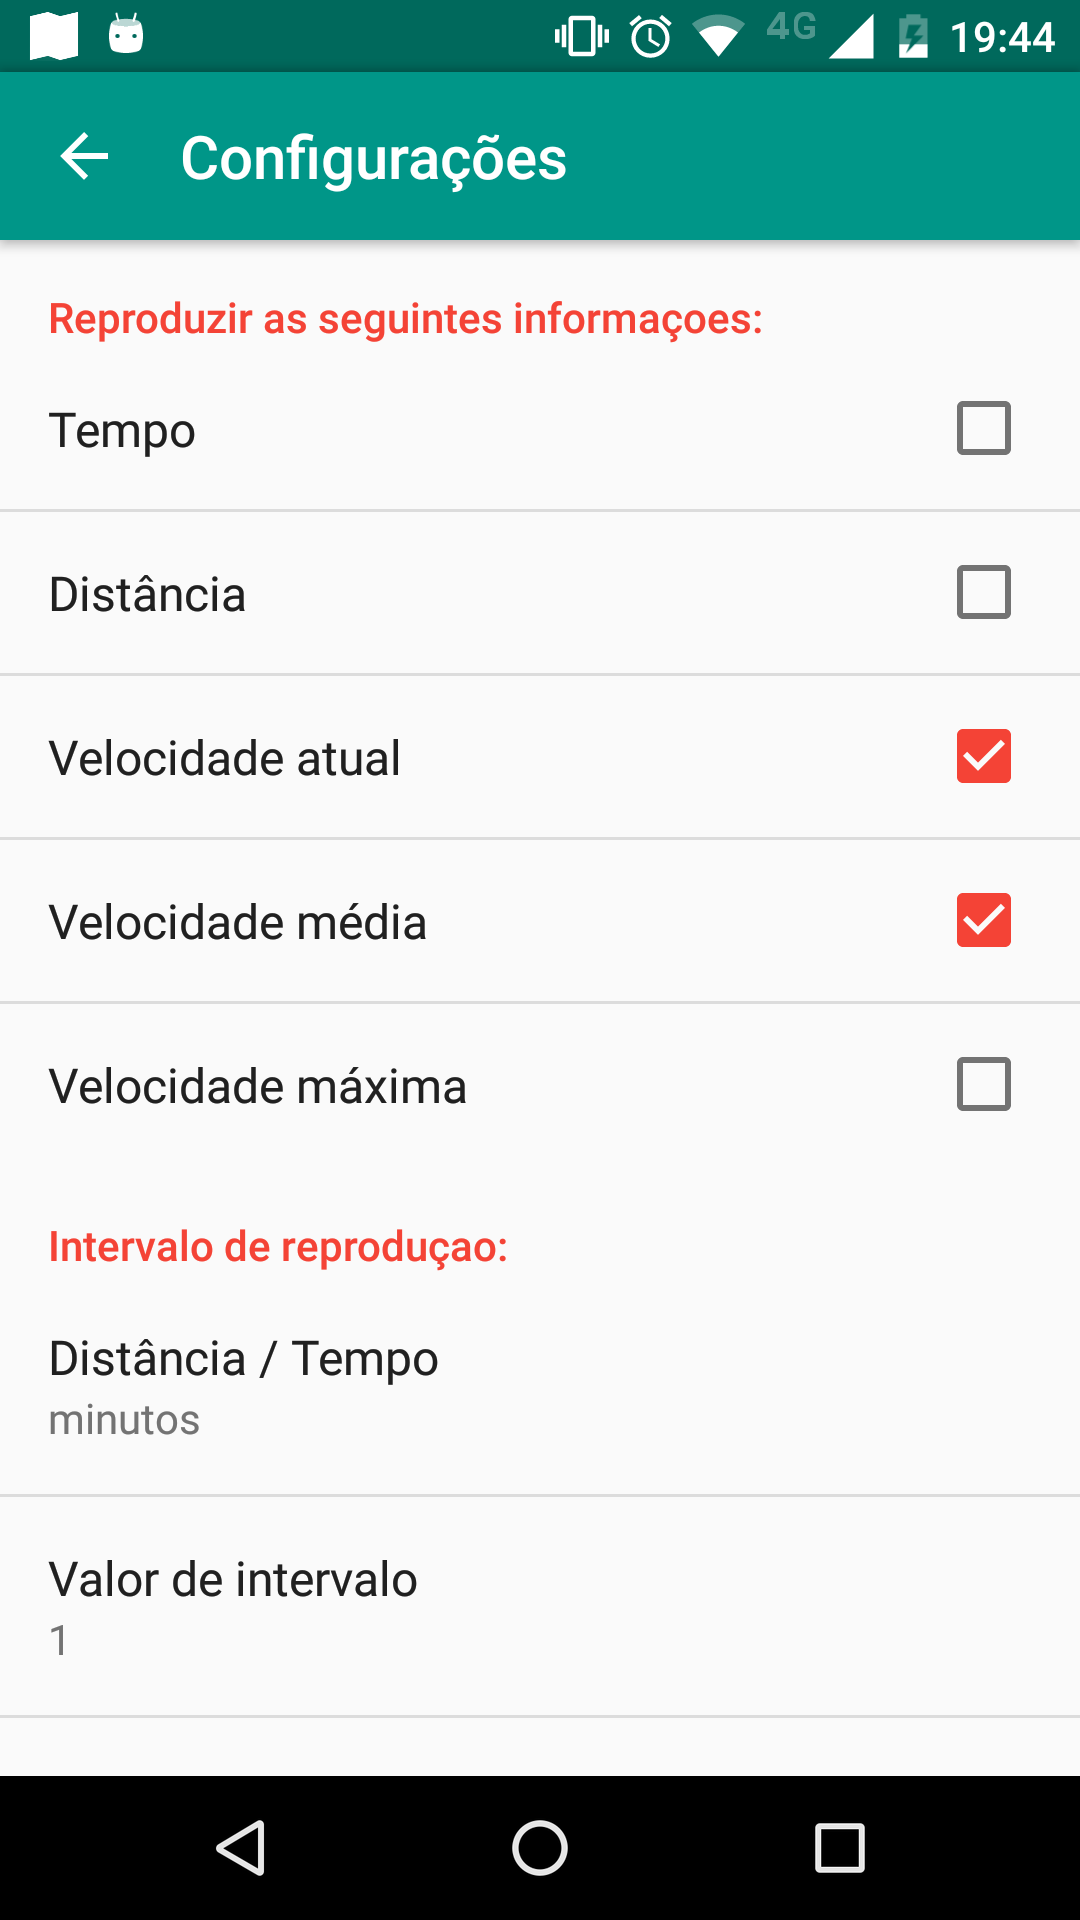 4G 19:44
Configurações
Reproduzir as seguintes informaçoes:
Tempo
Distância
Velocidade atual
Velocidade média
Velocidade máxima
Intervalo de reproduçao:
Distância / Tempo
minutos
Valor de intervalo
1